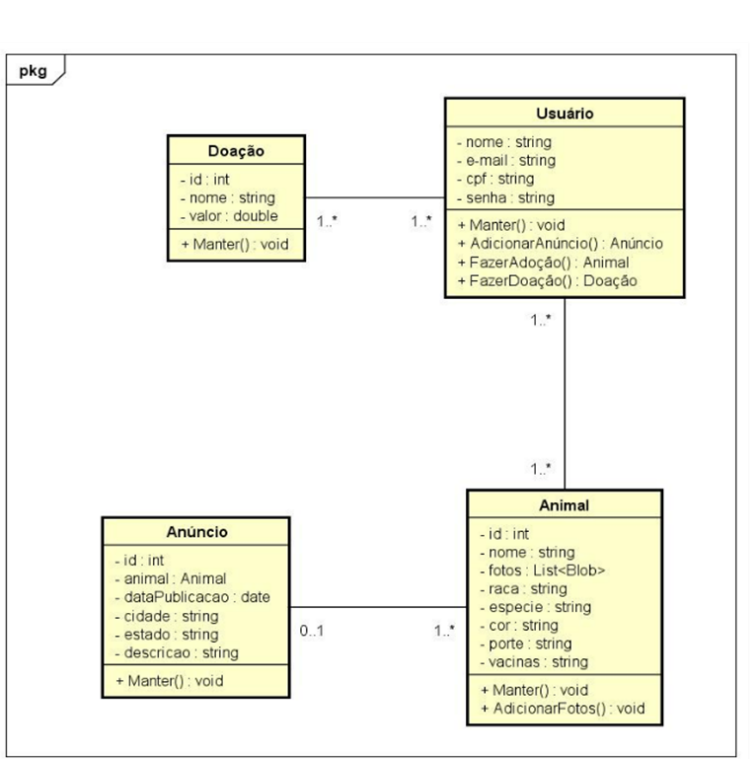 pkg
Doação
- id : int
- nome : string
- valor : double
+ Manter() : void
1..*
1..*
Usuário
- nome : string
- e-mail : string
- cpf : string
- senha : string
+ Manter() : void
+ AdicionarAnúncio() : Anúncio
+ FazerAdoção() : Animal
+ FazerDoação() : Doação
1..*
1..*
Anúncio
- id : int
- animal : Animal
- dataPublicacao : date
- cidade : string
- estado : string
- descricao : string
+ Manter() : void
0..1
1..*
Animal
- id : int
- nome : string
- fotos : List<Blob>
- raca : string
- especie : string
- cor : string
- porte : string
- vacinas : string
+ Manter() : void
+ AdicionarFotos() : void